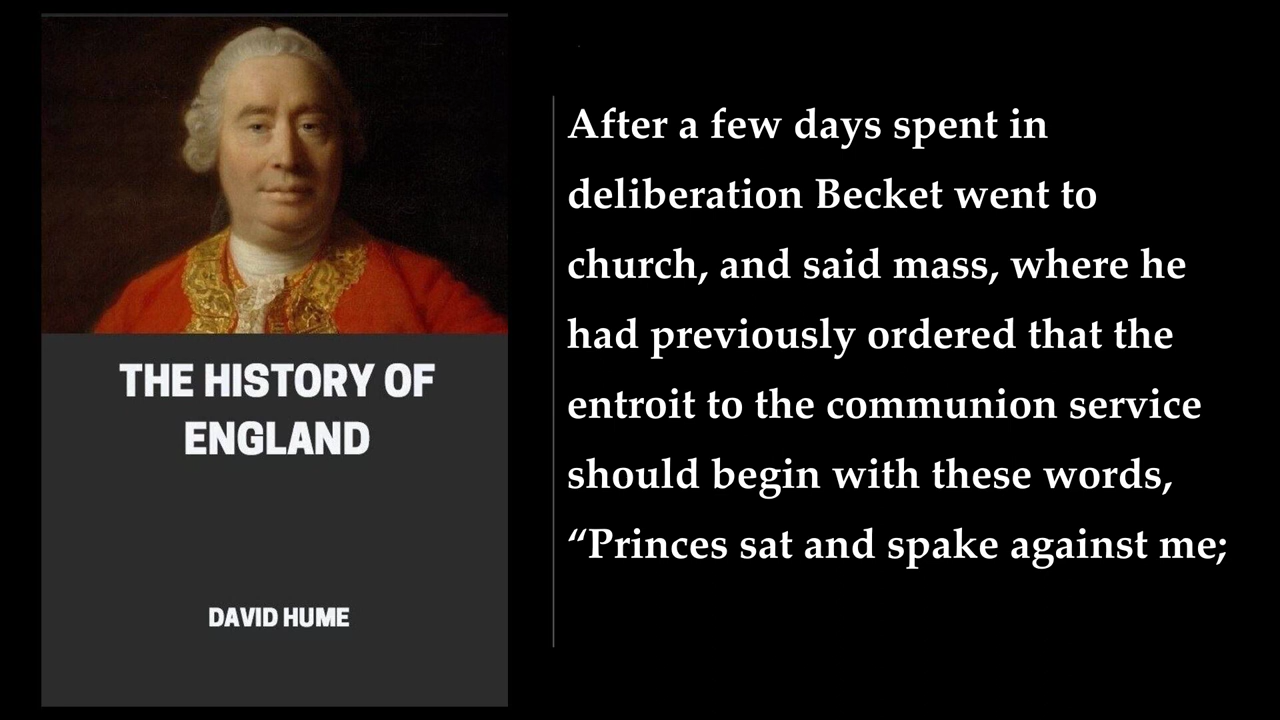 THE HISTORY OF
ENGLAND
DAVID HUME
After a few days spent in
deliberation Becket went to
church, and said mass, where he
had previously ordered that the
entroit to the communion service
should begin with these words,
“Princes sat and spake against me;